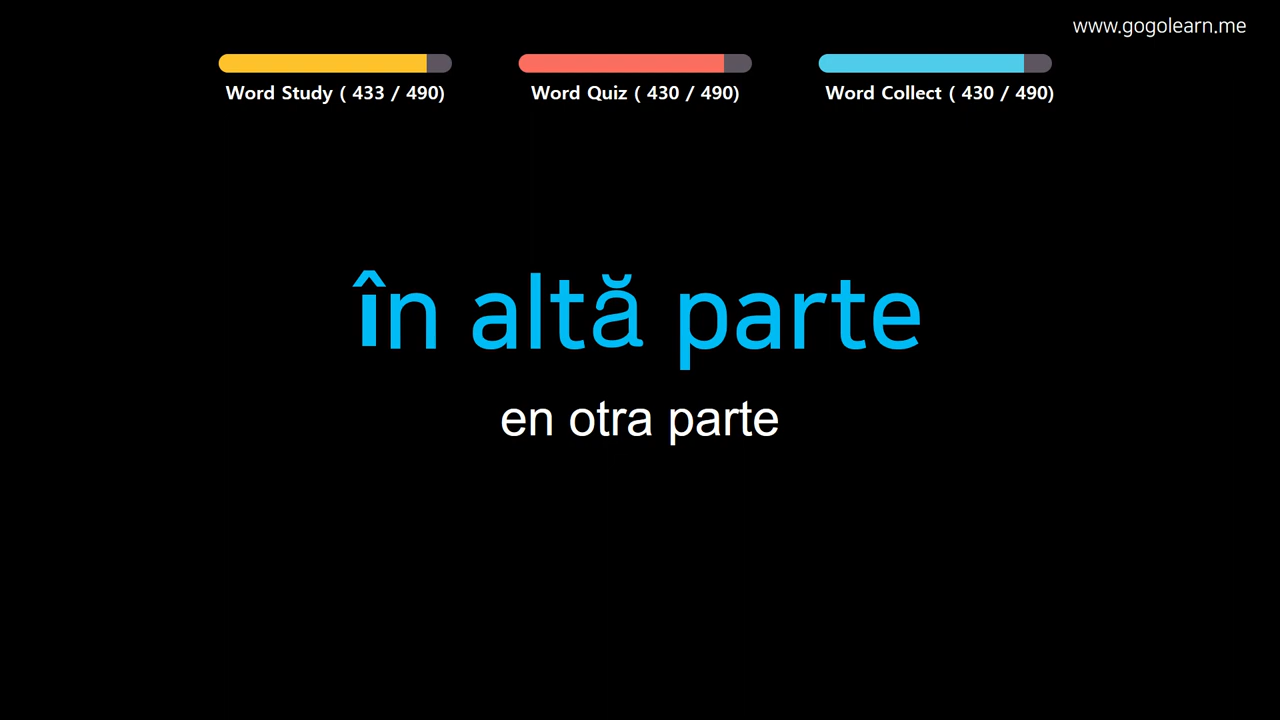 www.gogolearn.me
Word Study ( 433 / 490)
Word Quiz ( 430 / 490)
Word Collect ( 430 / 490)
în altă parte
en otra parte